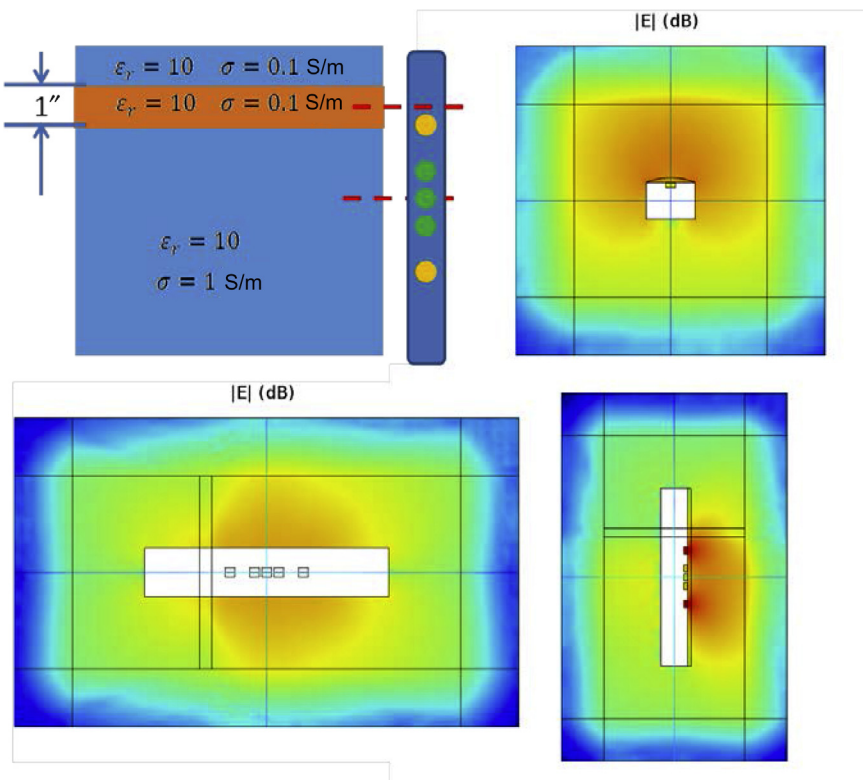 εᵣ = 10 σ = 0.1 S/m
εᵣ = 10 σ = 0.1 S/m
1″
εᵣ = 10
σ = 1 S/m
|E| (dB)
|E| (dB)